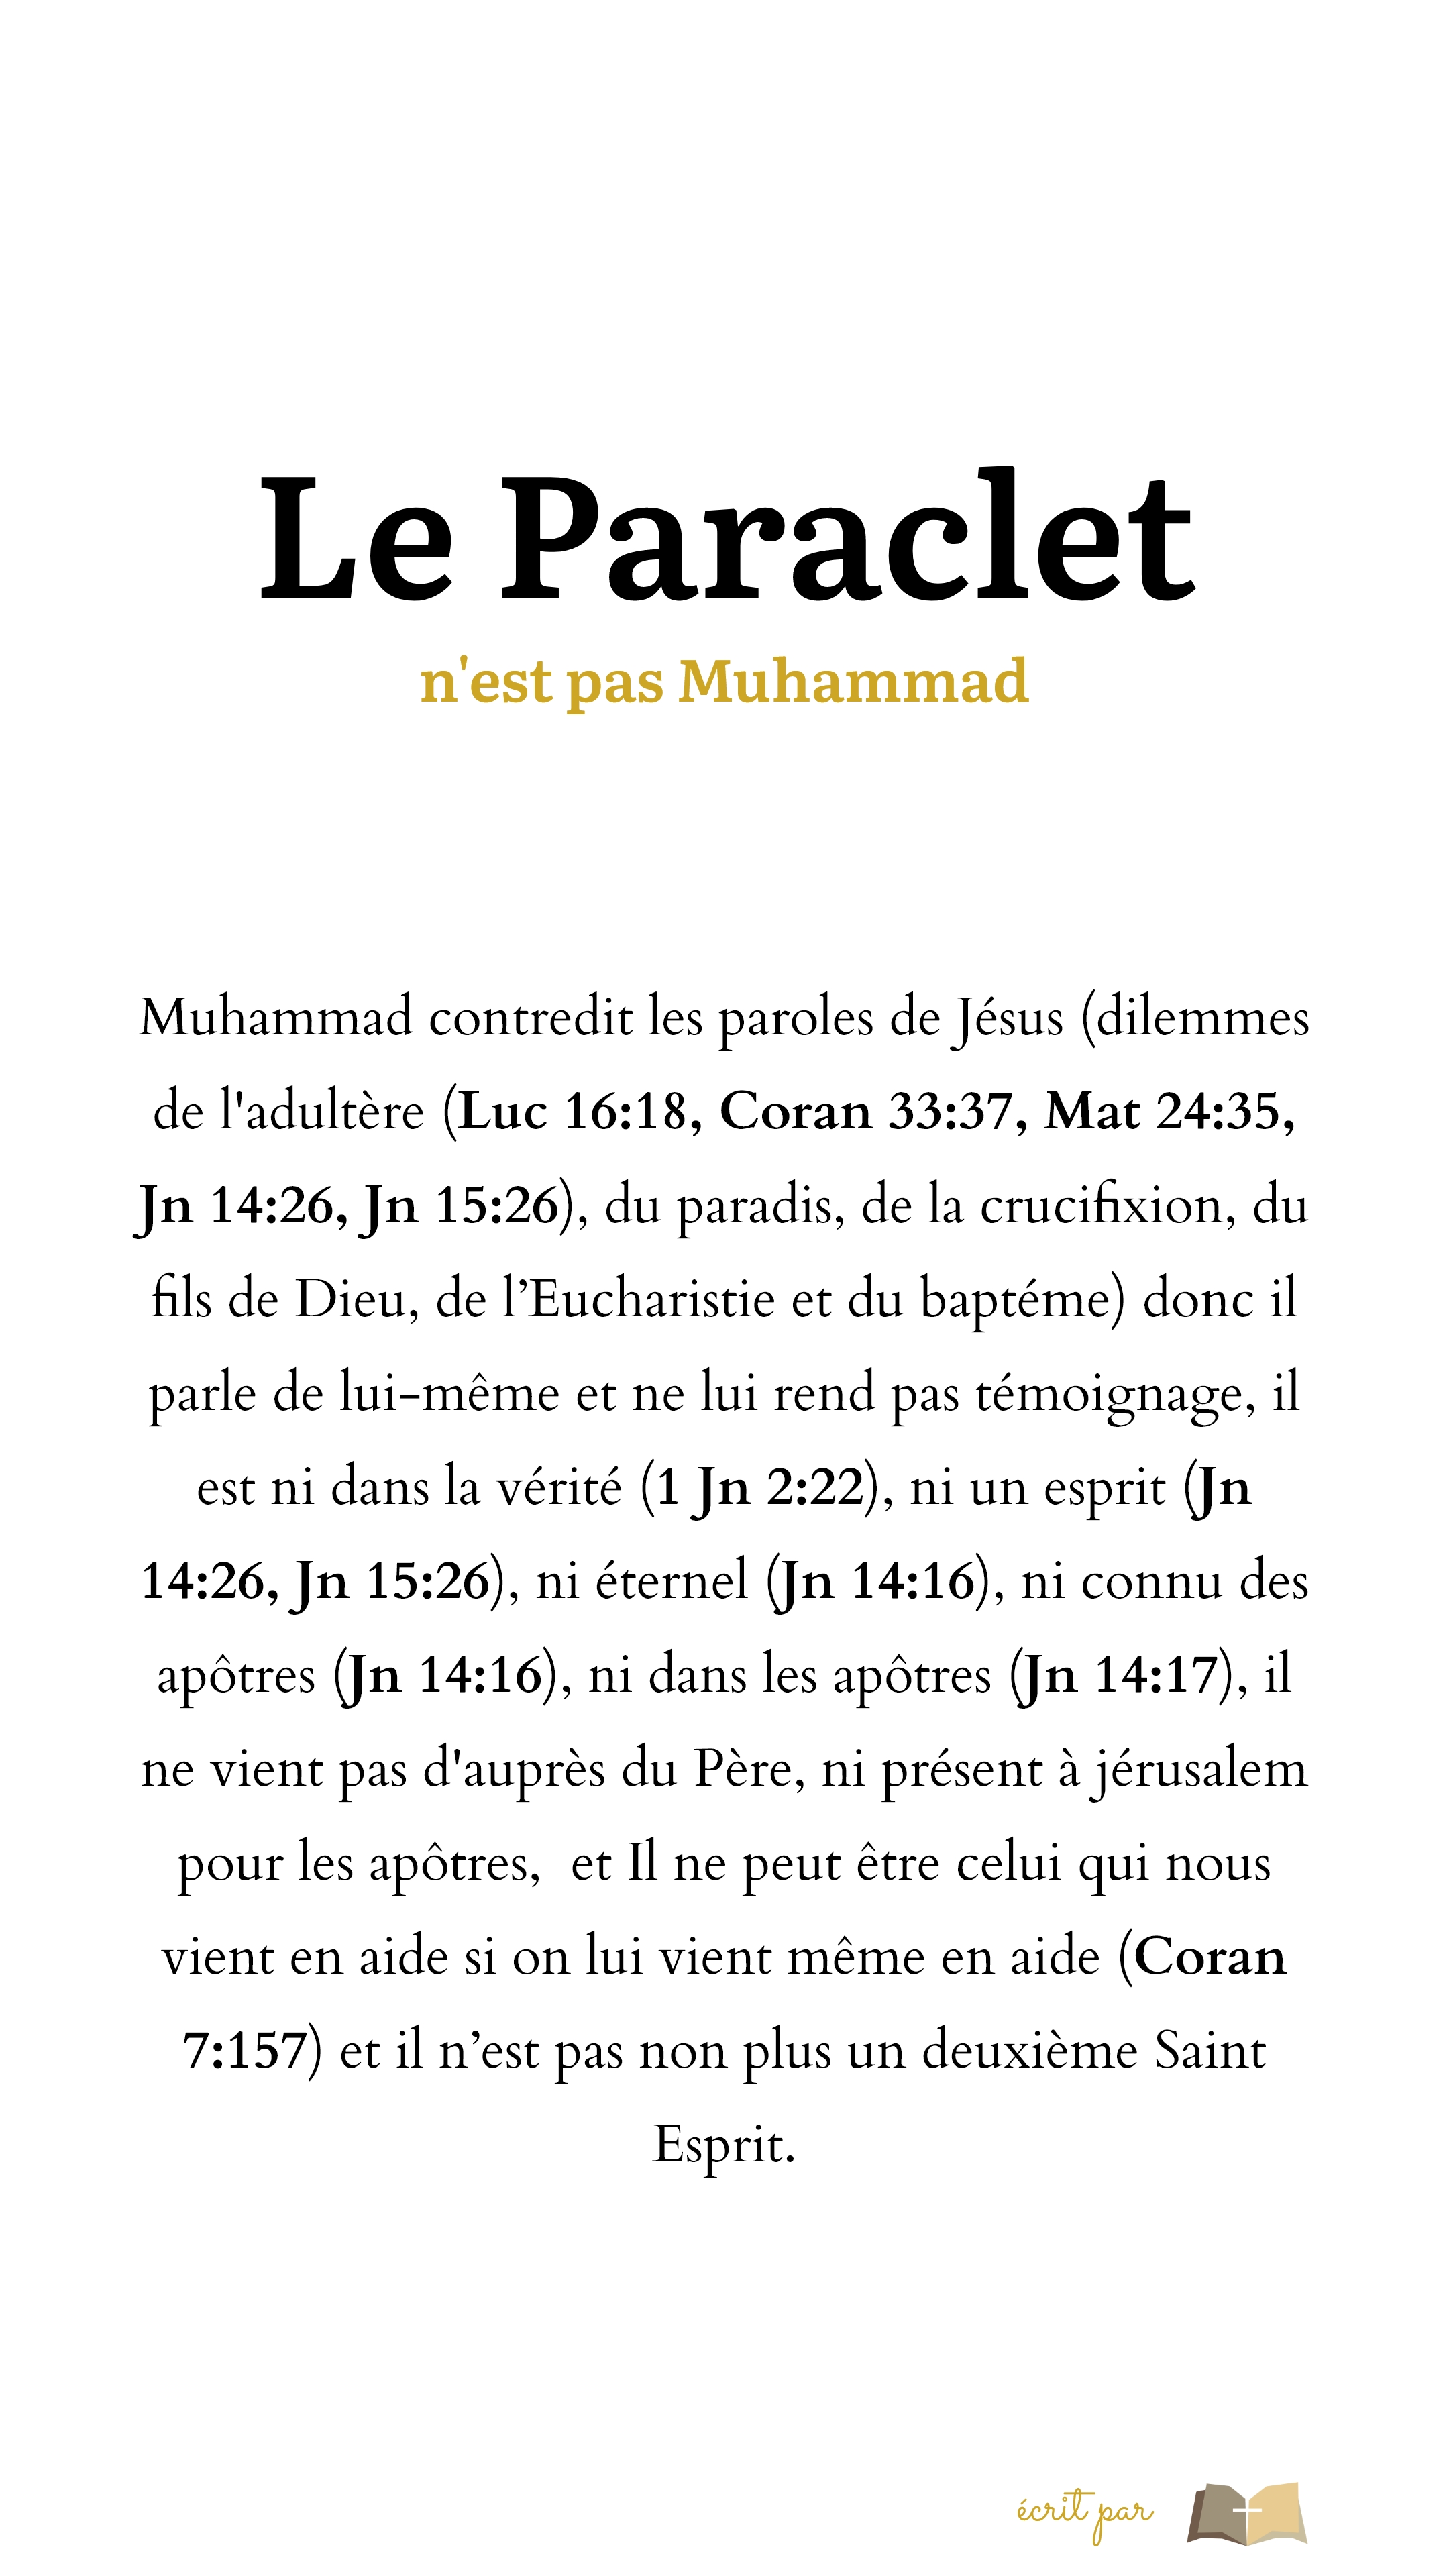 Le Paraclet
n'est pas Muhammad
Muhammad contredit les paroles de Jésus (dilemmes
de l'adultère (Luc 16:18, Coran 33:37, Mat 24:35,
Jn 14:26, Jn 15:26), du paradis, de la crucifixion, du
fils de Dieu, de l’Eucharistie et du baptéme) donc il
parle de lui-même et ne lui rend pas témoignage, il
est ni dans la vérité (1 Jn 2:22), ni un esprit (Jn
14:26, Jn 15:26), ni éternel (Jn 14:16), ni connu des
apôtres (Jn 14:16), ni dans les apôtres (Jn 14:17), il
ne vient pas d'auprès du Père, ni présent à jérusalem
pour les apôtres,  et Il ne peut être celui qui nous
vient en aide si on lui vient même en aide (Coran
7:157) et il n’est pas non plus un deuxième Saint
Esprit.
écrit par